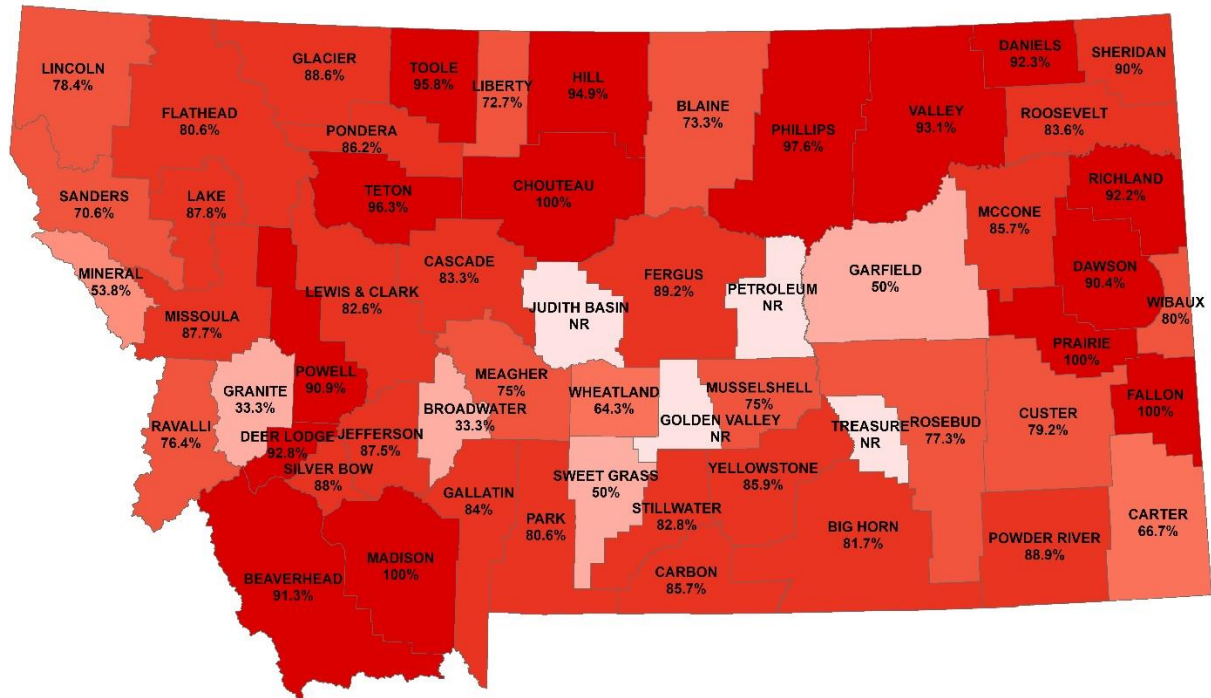 LINCOLN
78.4%
FLATHEAD
80.6%
GLACIER
88.6%
TOOLE
95.8%
LIBERTY
72.7%
HILL
94.9%
BLAINE
73.3%
PHILLIPS
97.6%
VALLEY
93.1%
DANIELS
92.3%
SHERIDAN
90%
ROOSEVELT
83.6%
PONDERA
86.2%
SANDERS
70.6%
LAKE
87.8%
TETON
96.3%
CHOUTEAU
100%
RICHLAND
92.2%
MCCONE
85.7%
MINERAL
53.8%
MISSOULA
87.7%
LEWIS & CLARK
82.6%
CASCADE
83.3%
JUDITH BASIN
NR
FERGUS
89.2%
PETROLEUM
NR
GARFIELD
50%
DAWSON
90.4%
WIBAUX
80%
PRAIRIE
100%
RAVALLI
76.4%
GRANITE
33.3%
POWELL
90.9%
MEAGHER
75%
BROADWATER
33.3%
WHEATLAND
64.3%
GOLDEN VALLEY
NR
MUSSELSHELL
75%
TREASURE
NR
ROSEBUD
77.3%
CUSTER
79.2%
FALLON
100%
DEER LODGE
92.8%
JEFFERSON
87.5%
SILVER BOW
88%
GALLATIN
84%
PARK
80.6%
SWEET GRASS
50%
STILLWATER
82.8%
YELLOWSTONE
85.9%
BIG HORN
81.7%
POWDER RIVER
88.9%
CARTER
66.7%
BEAVERHEAD
91.3%
MADISON
100%
CARBON
85.7%